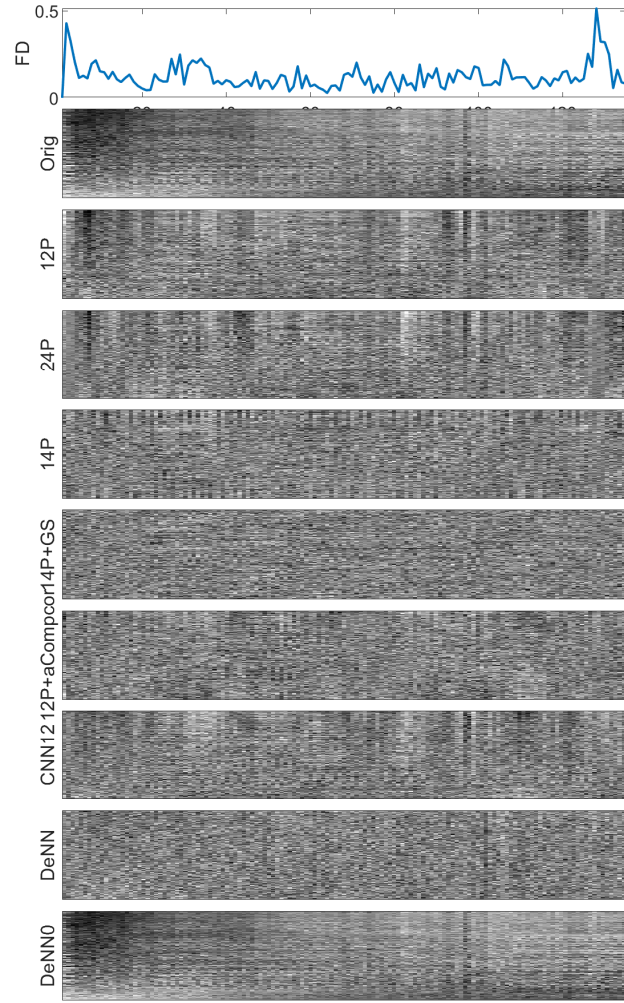 0.5
FD
0
Orig
12P
24P
14P
14P+GS
12P+aCompcor
CNN12
DeNN
DeNN0